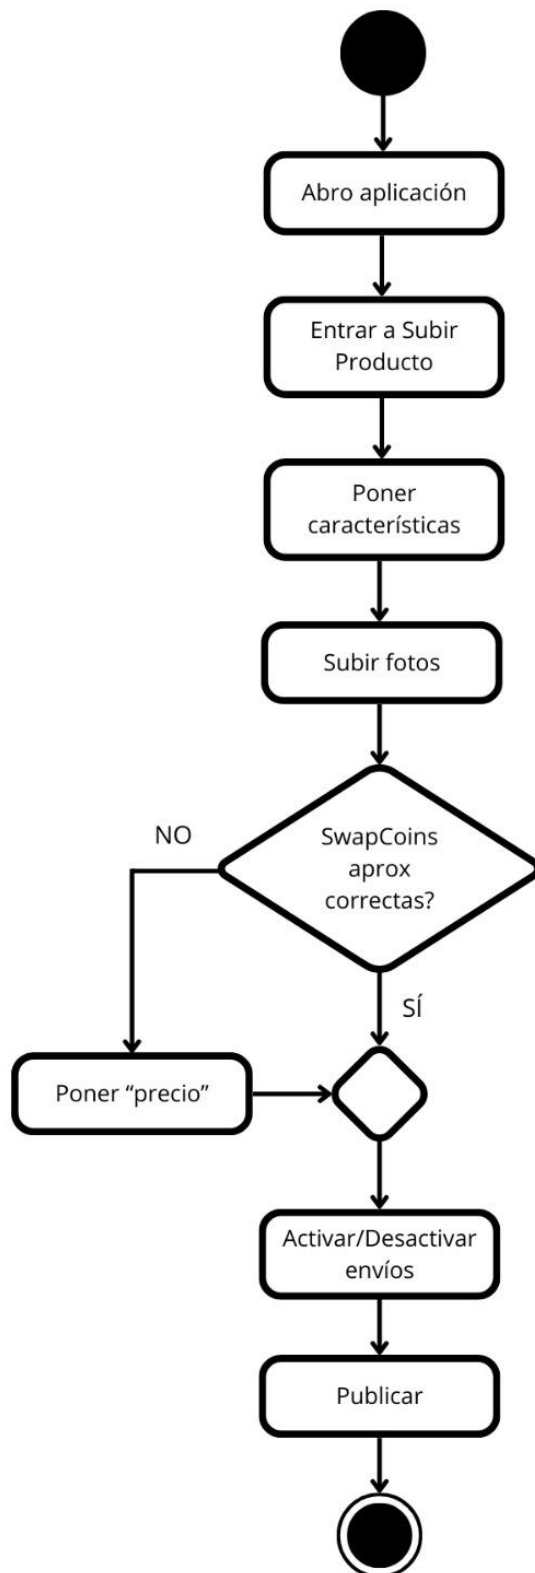 Abro aplicación
Entrar a Subir
Producto
Poner
características
Subir fotos
SwapCoins
aprox
correctas?
NO
SÍ
Poner “precio”
Activar/Desactivar
envíos
Publicar